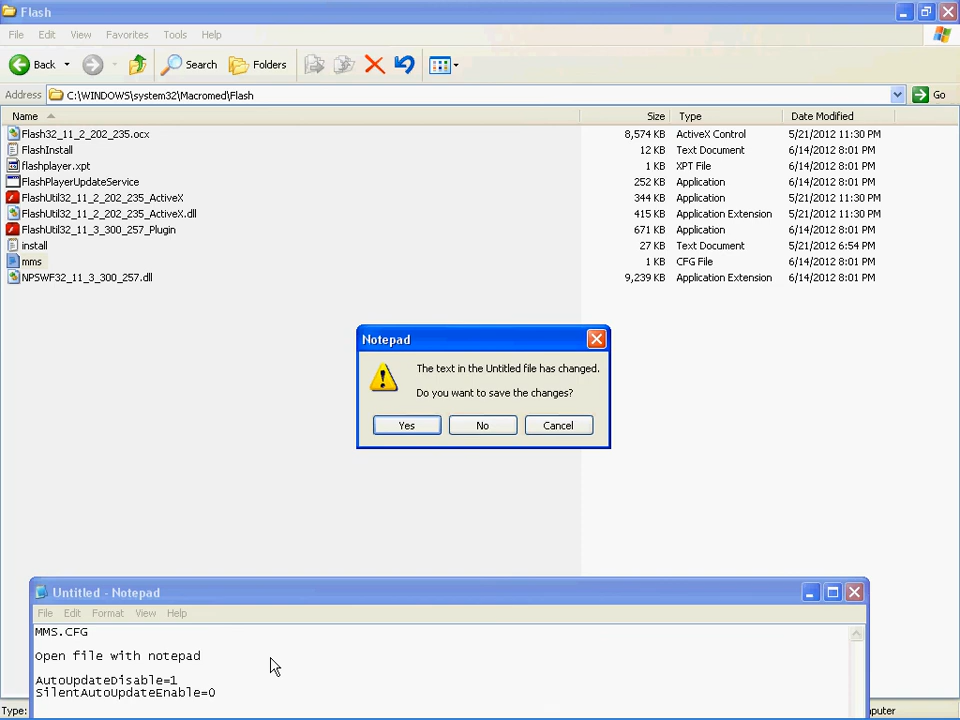 Flash
File Edit View Favorites Tools Help
Back Search Folders
Address C:\WINDOWS\system32\Macromed\Flash Go
Name Size Type Date Modified
Flash32_11_2_202_235.ocx 8,574 KB ActiveX Control 5/21/2012 11:30 PM
FlashInstall 12 KB Text Document 6/14/2012 8:01 PM
flashplayer.xpt 1 KB XPT File 6/14/2012 8:01 PM
FlashPlayerUpdateService 252 KB Application 6/14/2012 8:01 PM
FlashUtil32_11_2_202_235_ActiveX 344 KB Application 5/21/2012 11:30 PM
FlashUtil32_11_2_202_235_ActiveX.dll 415 KB Application Extension 5/21/2012 11:30 PM
FlashUtil32_11_3_300_257_Plugin 671 KB Application 6/14/2012 8:01 PM
install 27 KB Text Document 5/21/2012 6:54 PM
mms 1 KB CFG File 6/14/2012 8:01 PM
NPSWF32_11_3_300_257.dll 9,239 KB Application Extension 6/14/2012 8:01 PM
Notepad
The text in the Untitled file has changed.
Do you want to save the changes?
Yes No Cancel
Untitled - Notepad
File Edit Format View Help
MMS.CFG
Open file with notepad
AutoUpdateDisable=1
SilentAutoUpdateEnable=0
Type: puter